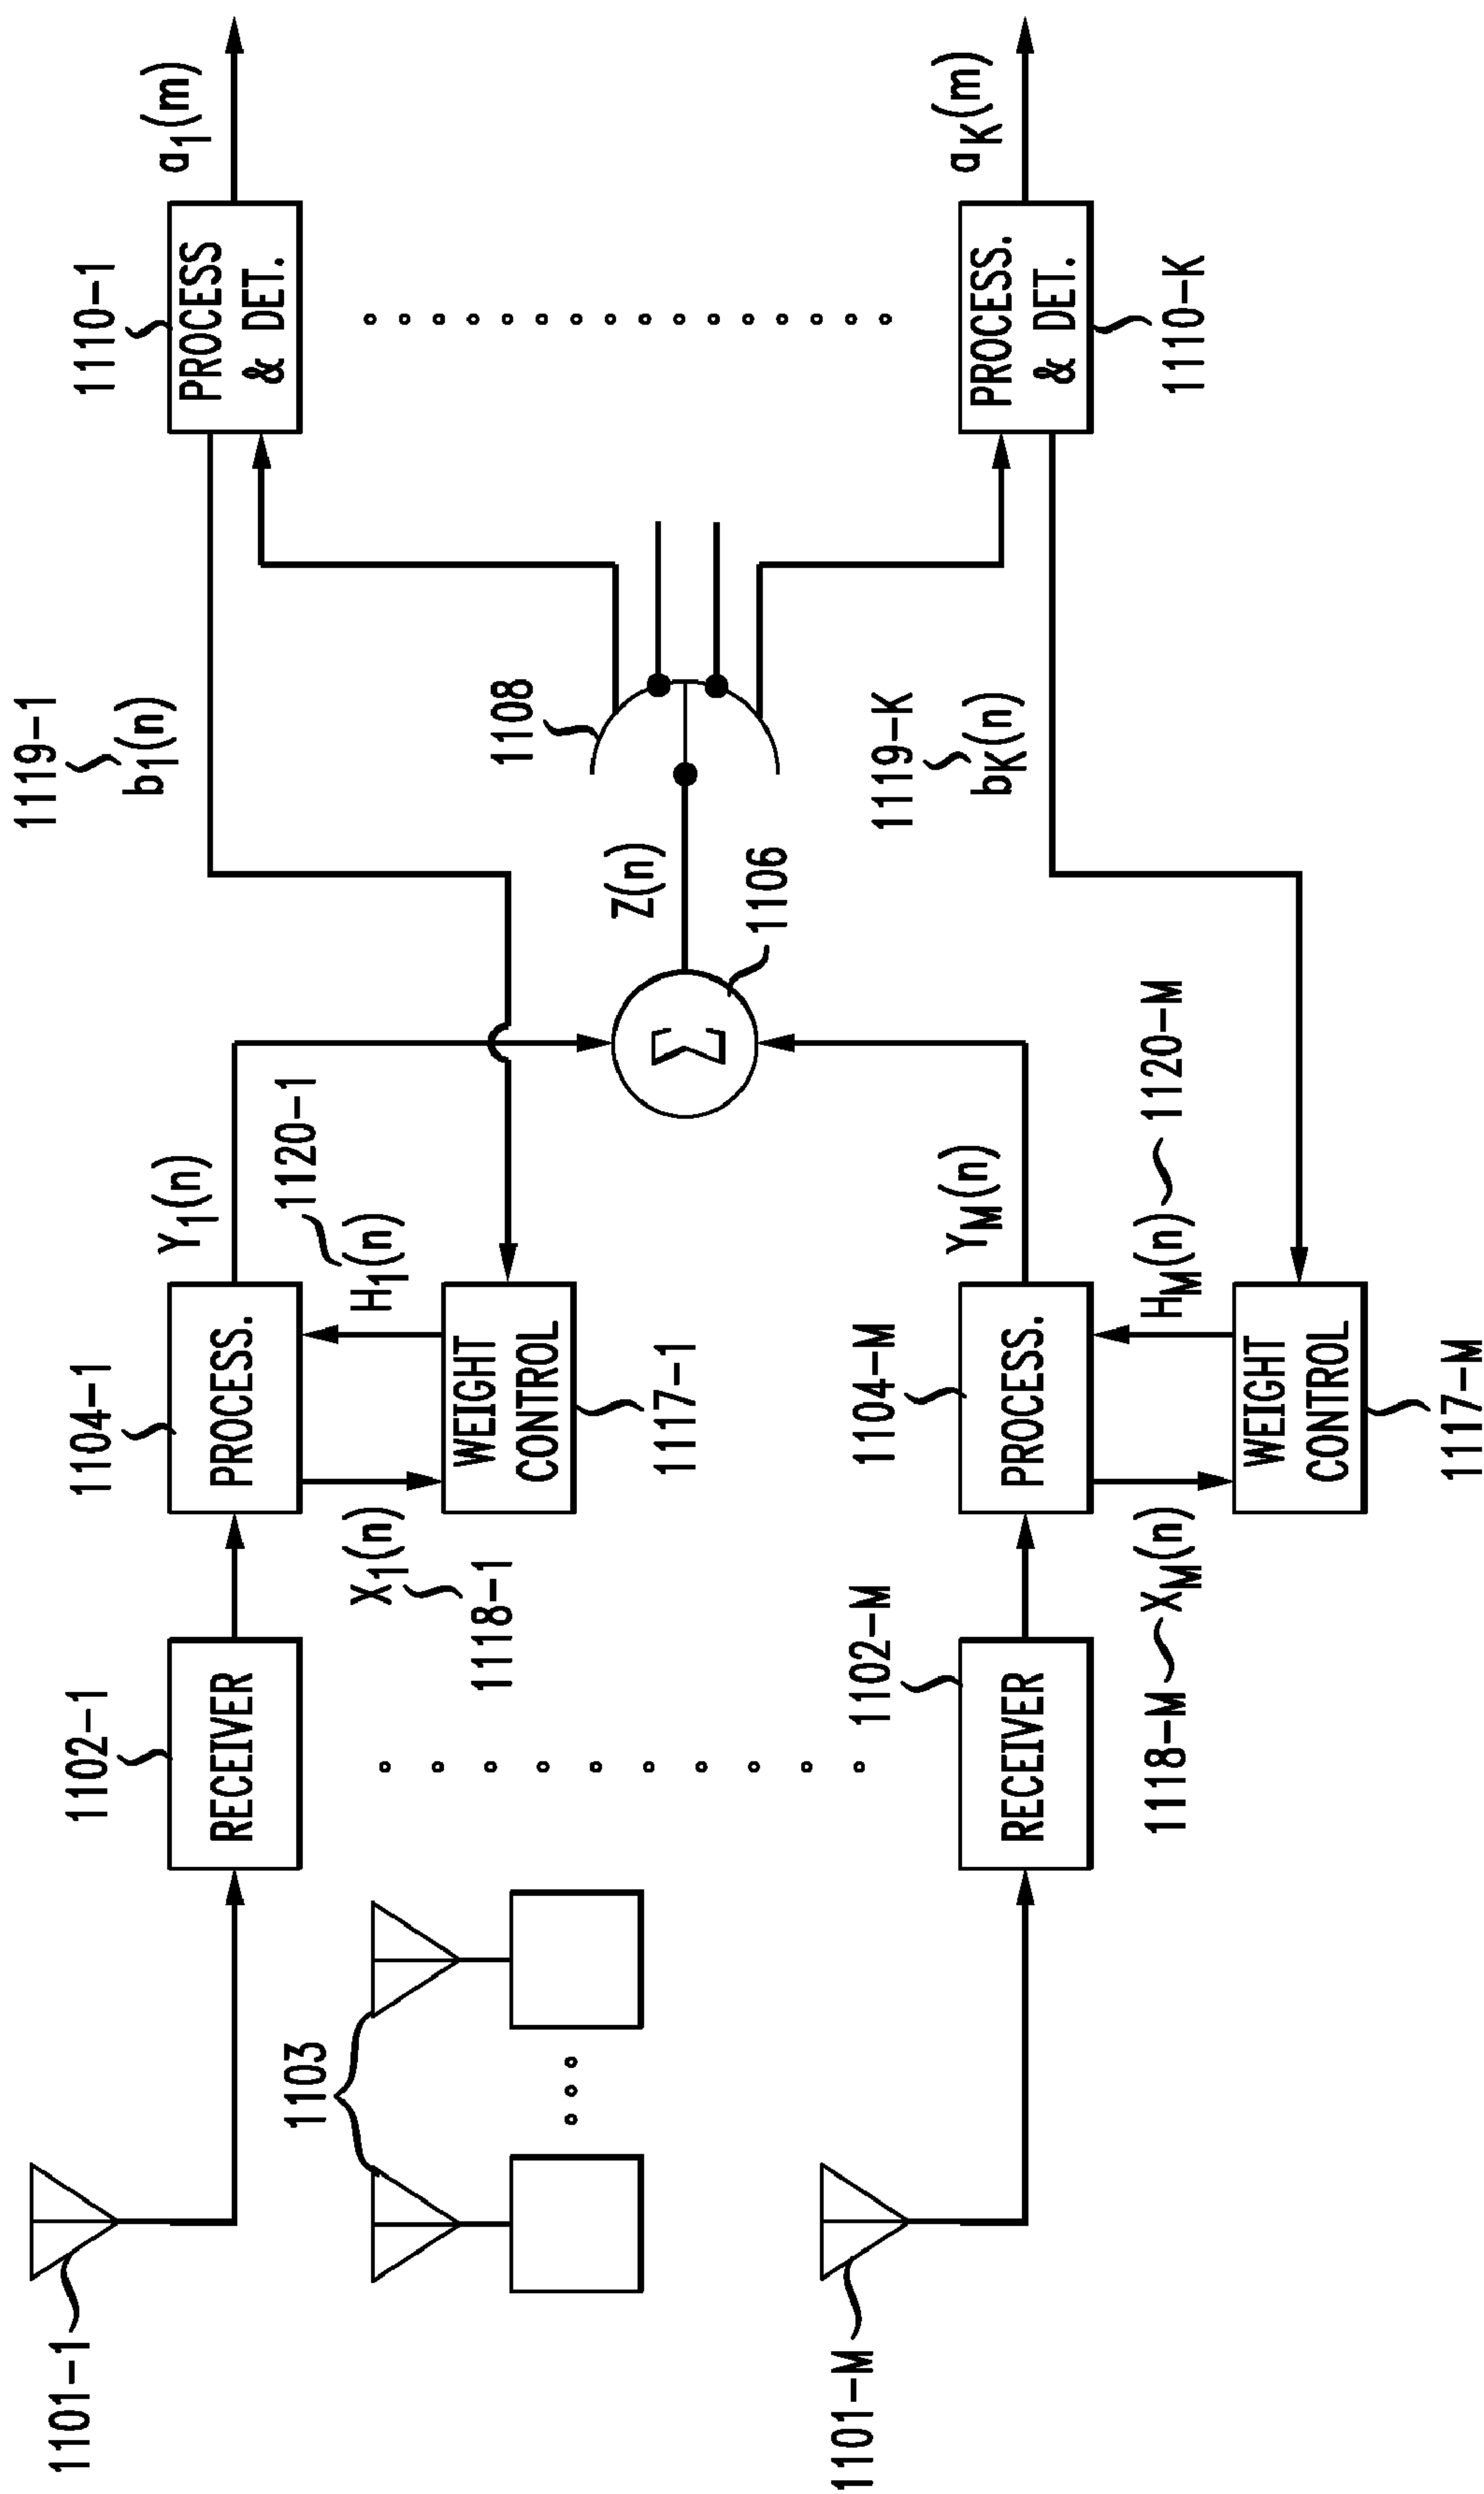 1101-1
1102-1
RECEIVER
1104-1
PROCESS.
Y1(n)
1119-1
b1(n)
1110-1
PROCESS
& DET.
a1(m)
1103
X1(n)
1118-1
H1(n)
1120-1
WEIGHT
CONTROL
1117-1
Σ
1106
Z(n)
1108
1101-M
1102-M
RECEIVER
1104-M
PROCESS.
YM(n)
1119-K
bK(n)
PROCESS.
& DET.
1110-K
aK(m)
1118-M
XM(n)
HM(n)
1120-M
WEIGHT
CONTROL
1117-M